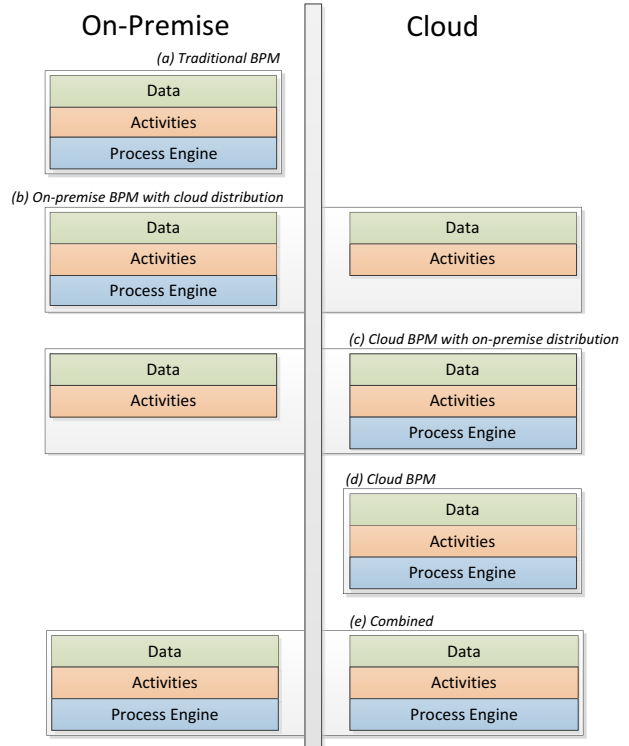 On-Premise Cloud
(a) Traditional BPM
Data
Activities
Process Engine
(b) On-premise BPM with cloud distribution
Data Data
Activities Activities
Process Engine
(c) Cloud BPM with on-premise distribution
Data Data
Activities Activities
Process Engine
(d) Cloud BPM
Data
Activities
Process Engine
(e) Combined
Data Data
Activities Activities
Process Engine Process Engine